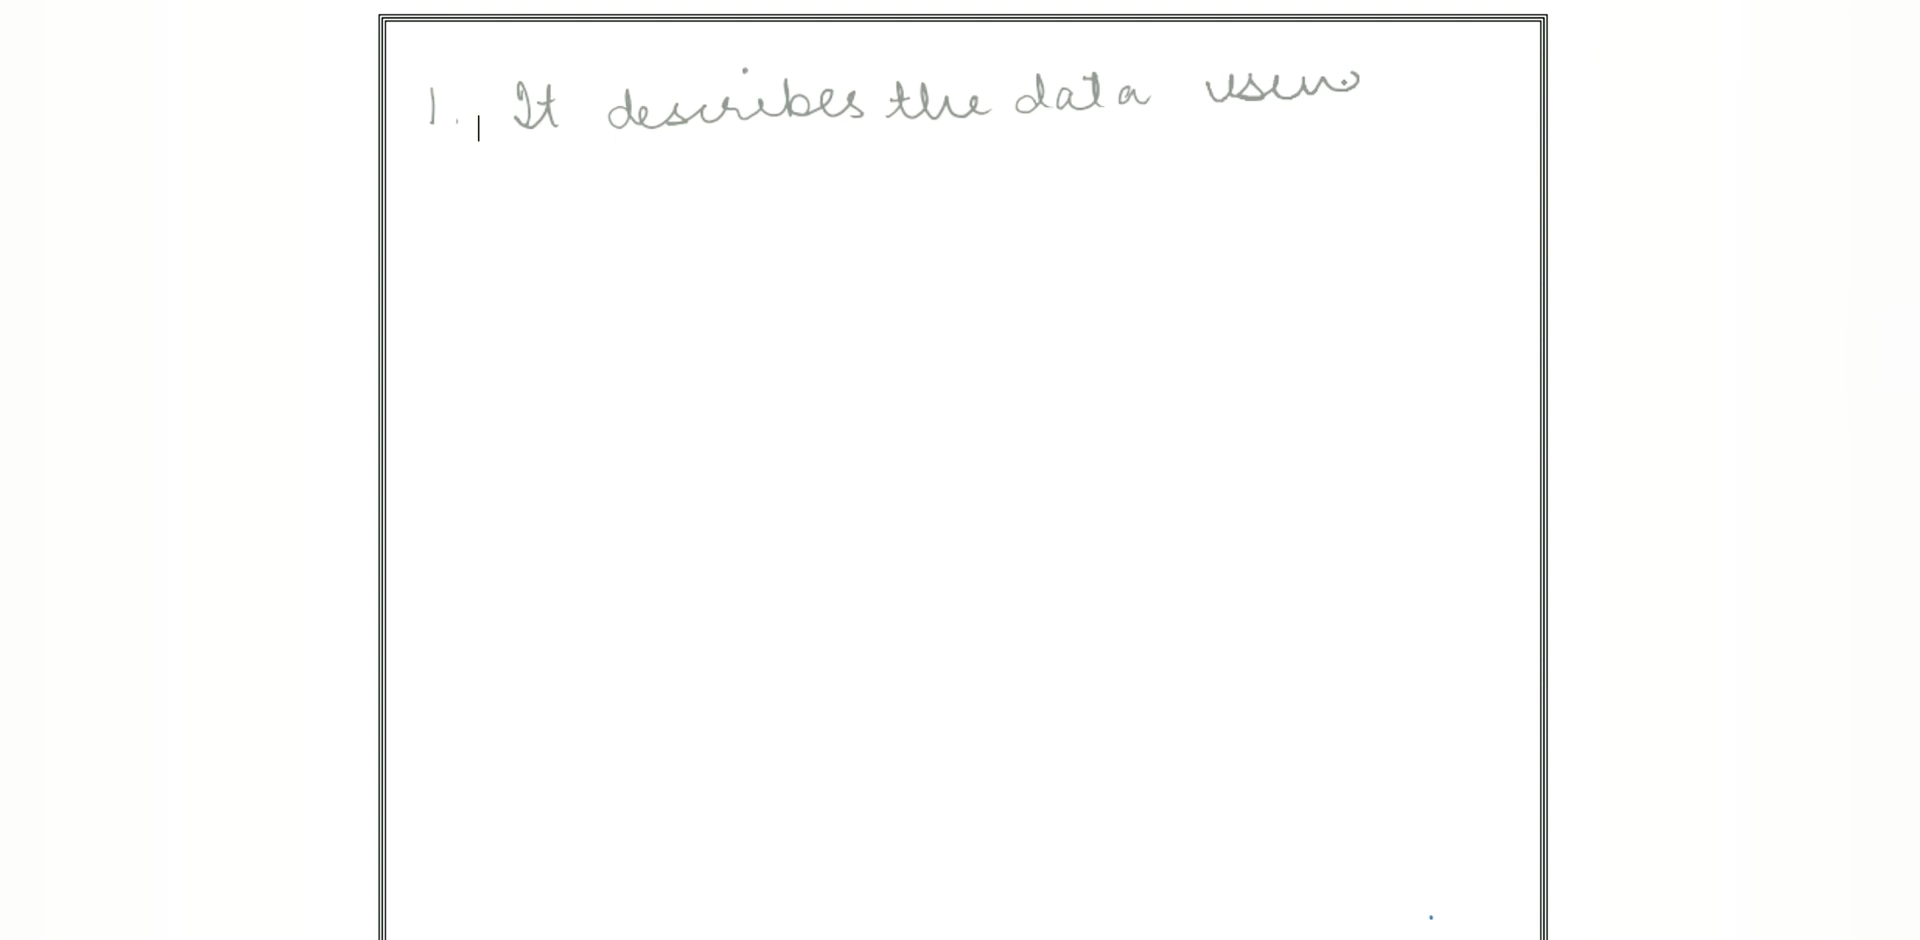 1. It describes the data